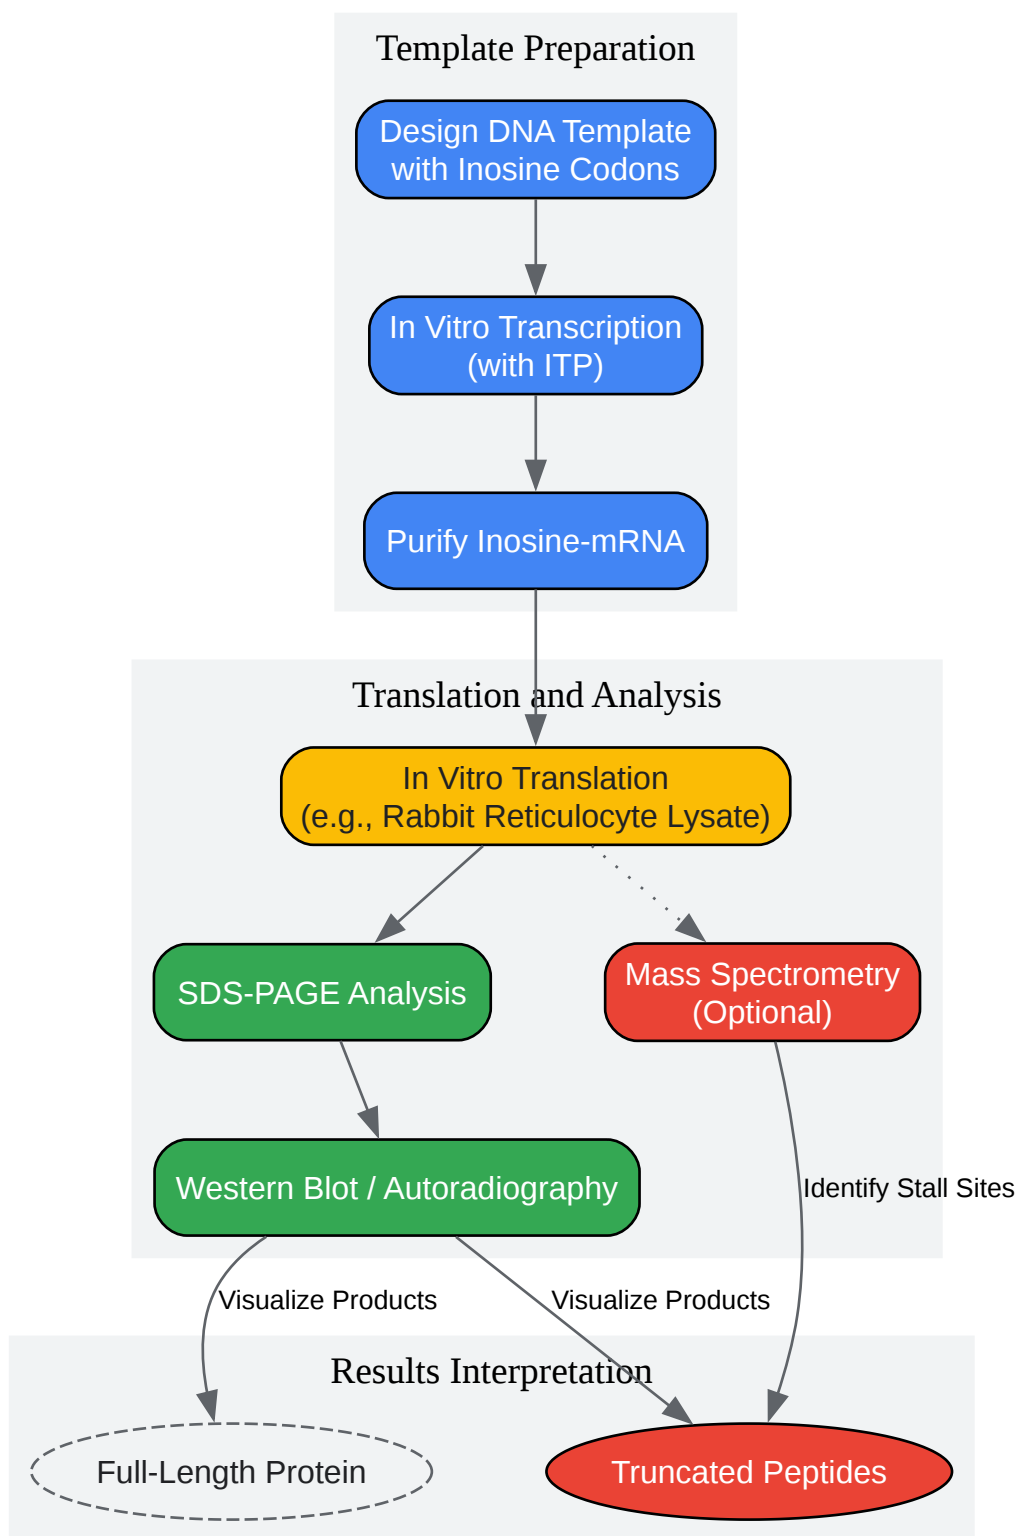 Template Preparation
Design DNA Template
with Inosine Codons
In Vitro Transcription
(with ITP)
Purify Inosine-mRNA
Translation and Analysis
In Vitro Translation
(e.g., Rabbit Reticulocyte Lysate)
SDS-PAGE Analysis
Mass Spectrometry
(Optional)
Western Blot / Autoradiography
Identify Stall Sites
Visualize Products
Visualize Products
Results Interpretation
Full-Length Protein
Truncated Peptides